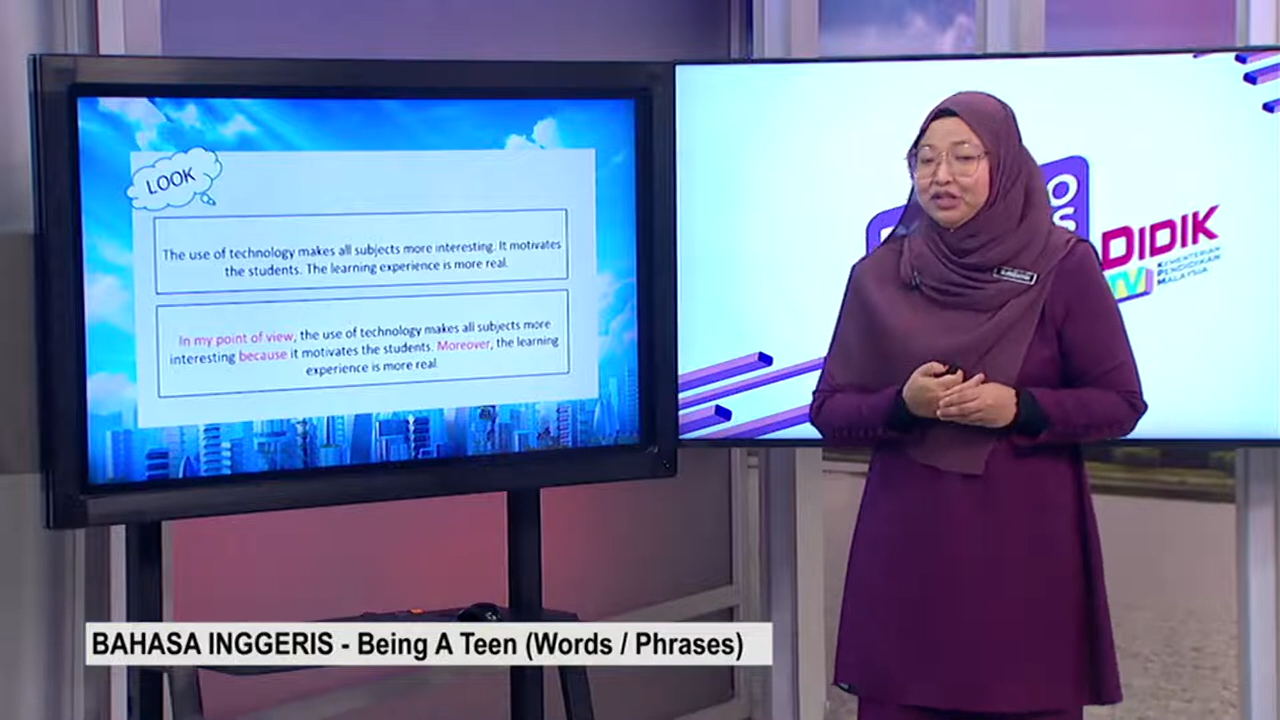 LOOK
The use of technology makes all subjects more interesting. It motivates
the students. The learning experience is more real.
In my point of view, the use of technology makes all subjects more
interesting because it motivates the students. Moreover, the learning
experience is more real.
DIDIK
TV
KEMENTERIAN
PENDIDIKAN
MALAYSIA
BAHASA INGGERIS - Being A Teen (Words / Phrases)